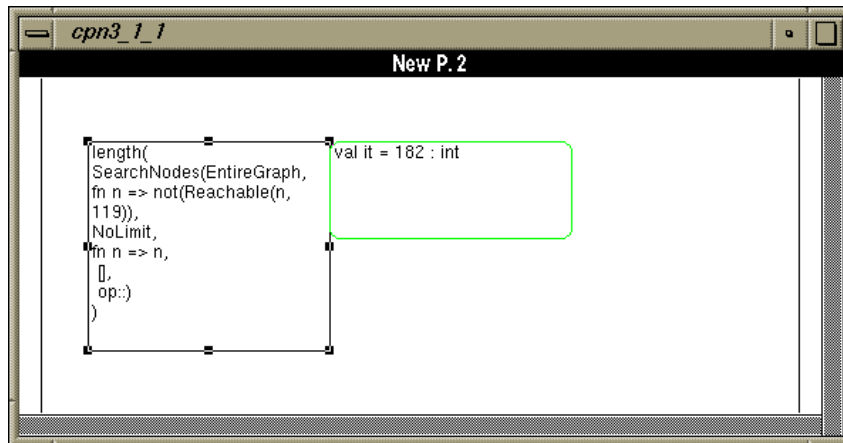 cpn3_1_1
New P. 2
length(
SearchNodes(EntireGraph,
fn n => not(Reachable(n,
119)),
NoLimit,
fn n => n,
[],
op::)
)
val it = 182 : int